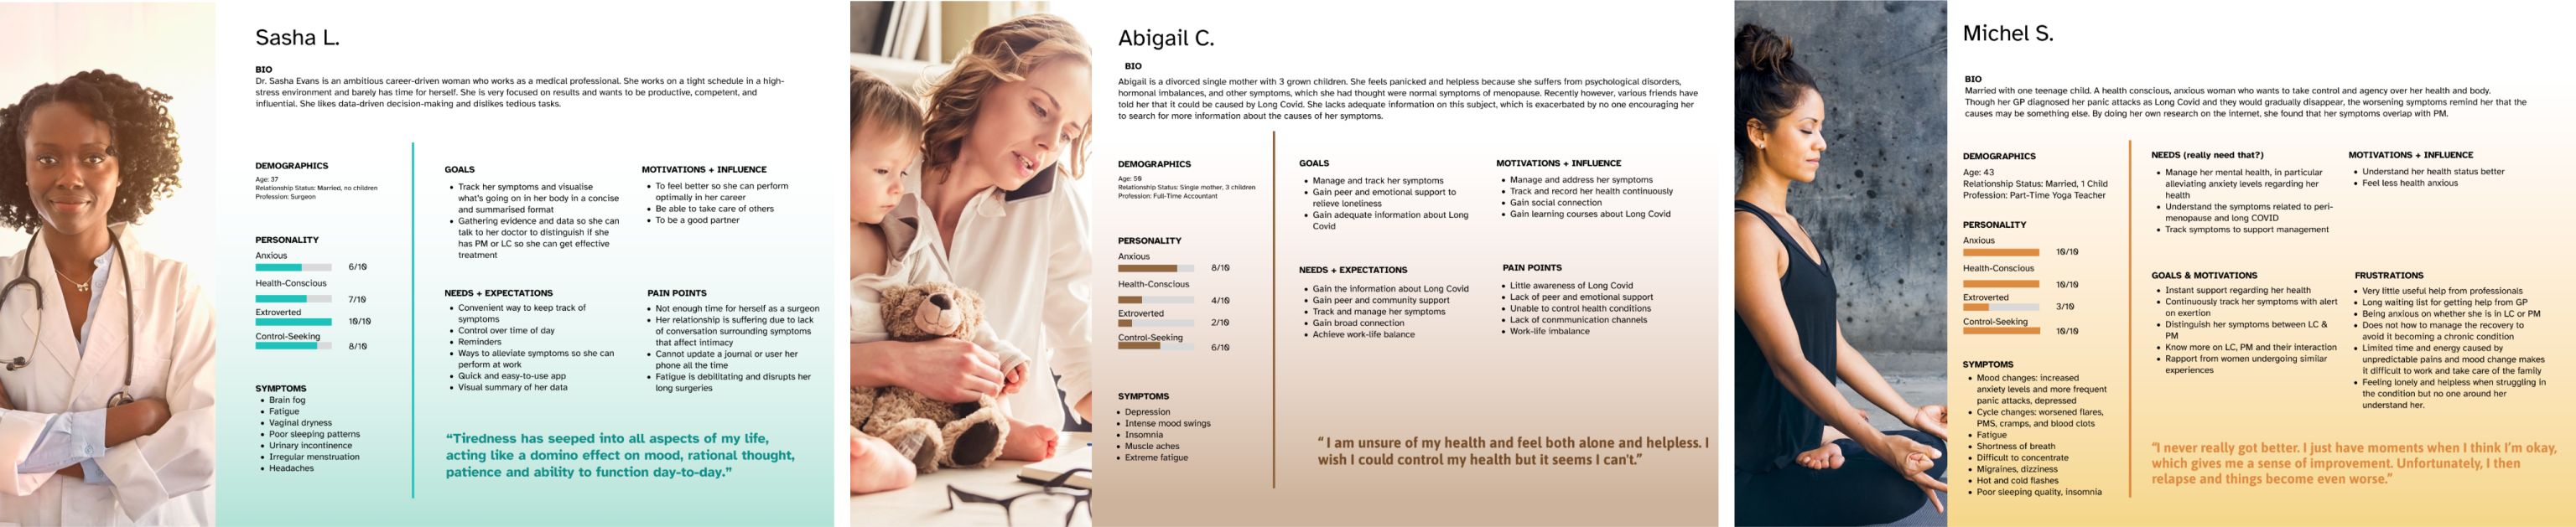 Sasha L.
BIO
Dr. Sasha Evans is an ambitious career-driven woman who works as a medical professional. She works on a tight schedule in a high-
stress environment and barely has time for herself. She is very focused on results and wants to be productive, competent, and
influential. She likes data-driven decision-making and dislikes tedious tasks.
DEMOGRAPHICS
Age: 37
Relationship Status: Married, no children
Profession: Surgeon
PERSONALITY
Anxious
6/10
Health-Conscious
7/10
Extroverted
10/10
Control-Seeking
8/10
SYMPTOMS
• Brain fog
• Fatigue
• Vaginal dryness
• Poor sleeping patterns
• Urinary incontinence
• Irregular menstruation
• Headaches
GOALS
• Track her symptoms and visualise
what's going on in her body in a concise
and summarised format
• Gathering evidence and data so she can
talk to her doctor to distinguish if she
has PM or LC so she can get effective
treatment
MOTIVATIONS + INFLUENCE
• To feel better so she can perform
optimally in her career
• Be able to take care of others
• To be a good partner
NEEDS + EXPECTATIONS
• Convenient way to keep track of
symptoms
• Control over time of day
• Reminders
• Ways to alleviate symptoms so she can
perform at work
• Quick and easy-to-use app
• Visual summary of her data
PAIN POINTS
• Not enough time for herself as a surgeon
• Her relationship is suffering due to lack
of conversation surrounding symptoms
that affect intimacy
• Cannot update a journal or user her
phone all the time
• Fatigue is debilitating and disrupts her
long surgeries
“Tiredness has seeped into all aspects of my life,
acting like a domino effect on mood, rational thought,
patience and ability to function day-to-day.”
Abigail C.
BIO
Abigail is a divorced single mother with 3 grown children. She feels panicked and helpless because she suffers from psychological disorders,
hormonal imbalances, and other symptoms, which she had thought were normal symptoms of menopause. Recently however, various friends have
told her that it could be caused by Long Covid. She lacks adequate information on this subject, which is exacerbated by no one encouraging her
to search for more information about the causes of her symptoms.
DEMOGRAPHICS
Age: 50
Relationship Status: Single mother, 3 children
Profession: Full-Time Accountant
PERSONALITY
Anxious
8/10
Health-Conscious
4/10
Extroverted
2/10
Control-Seeking
6/10
SYMPTOMS
• Depression
• Intense mood swings
• Insomnia
• Muscle aches
• Extreme fatigue
GOALS
• Manage and track her symptoms
• Gain peer and emotional support to
relieve loneliness
• Gain adequate information about Long
Covid
MOTIVATIONS + INFLUENCE
• Manage and address her symptoms
• Track and record her health continuously
• Gain social connection
• Gain learning courses about Long Covid
NEEDS + EXPECTATIONS
• Gain the information about Long Covid
• Gain peer and community support
• Track and manage her symptoms
• Gain broad connection
• Achieve work-life balance
PAIN POINTS
• Little awareness of Long Covid
• Lack of peer and emotional support
• Unable to control health conditions
• Lack of conmmunication channels
• Work-life imbalance
“ I am unsure of my health and feel both alone and helpless. I
wish I could control my health but it seems I can't.”
Michel S.
BIO
Married with one teenage child. A health conscious, anxious woman who wants to take control and agency over her health and body.
Though her GP diagnosed her panic attacks as Long Covid and they would gradually disappear, the worsening symptoms remind her that the
causes may be something else. By doing her own research on the internet, she found that her symptoms overlap with PM.
DEMOGRAPHICS
Age: 43
Relationship Status: Married, 1 Child
Profession: Part-Time Yoga Teacher
PERSONALITY
Anxious
10/10
Health-Conscious
10/10
Extroverted
3/10
Control-Seeking
10/10
SYMPTOMS
• Mood changes: increased
anxiety levels and more frequent
panic attacks, depressed
• Cycle changes: worsened flares,
PMS, cramps, and blood clots
• Fatigue
• Shortness of breath
• Difficult to concentrate
• Migraines, dizziness
• Hot and cold flashes
• Poor sleeping quality, insomnia
NEEDS (really need that?)
• Manage her mental health, in particular
alleviating anxiety levels regarding her
health
• Understand the symptoms related to peri-
menopause and long COVID
• Track symptoms to support management
MOTIVATIONS + INFLUENCE
• Understand her health status better
• Feel less health anxious
GOALS & MOTIVATIONS
• Instant support regarding her health
• Continuously track her symptoms with alert
on exertion
• Distinguish her symptoms between LC &
PM
• Know more on LC, PM and their interaction
• Rapport from women undergoing similar
experiences
FRUSTRATIONS
• Very little useful help from professionals
• Long waiting list for getting help from GP
• Being anxious on whether she is in LC or PM
• Does not how to manage the recovery to
avoid it becoming a chronic condition
• Limited time and energy caused by
unpredictable pains and mood change makes
it difficult to work and take care of the family
• Feeling lonely and helpless when struggling in
the condition but no one around her
understand her.
“I never really got better. I just have moments when I think I’m okay,
which gives me a sense of improvement. Unfortunately, I then
relapse and things become even worse.”